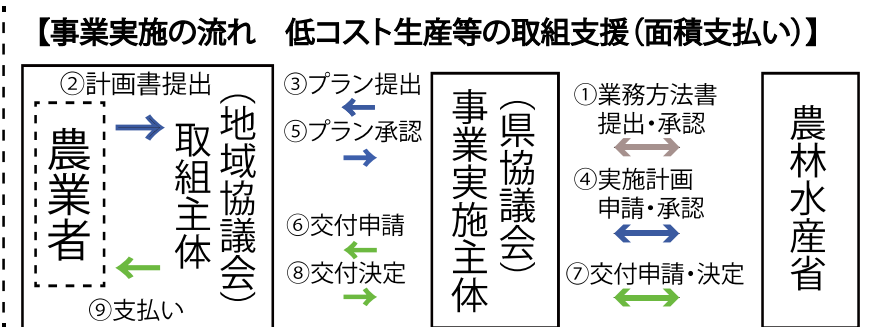 【事業実施の流れ　低コスト生産等の取組支援（面積支払い）】
②計画書提出
農業者
取組主体
（地域協議会）
⑨支払い
③プラン提出
⑤プラン承認
⑥交付申請
⑧交付決定
事業実施主体
（県協議会）
①業務方法書
提出・承認
④実施計画
申請・承認
⑦交付申請・決定
農林水産省